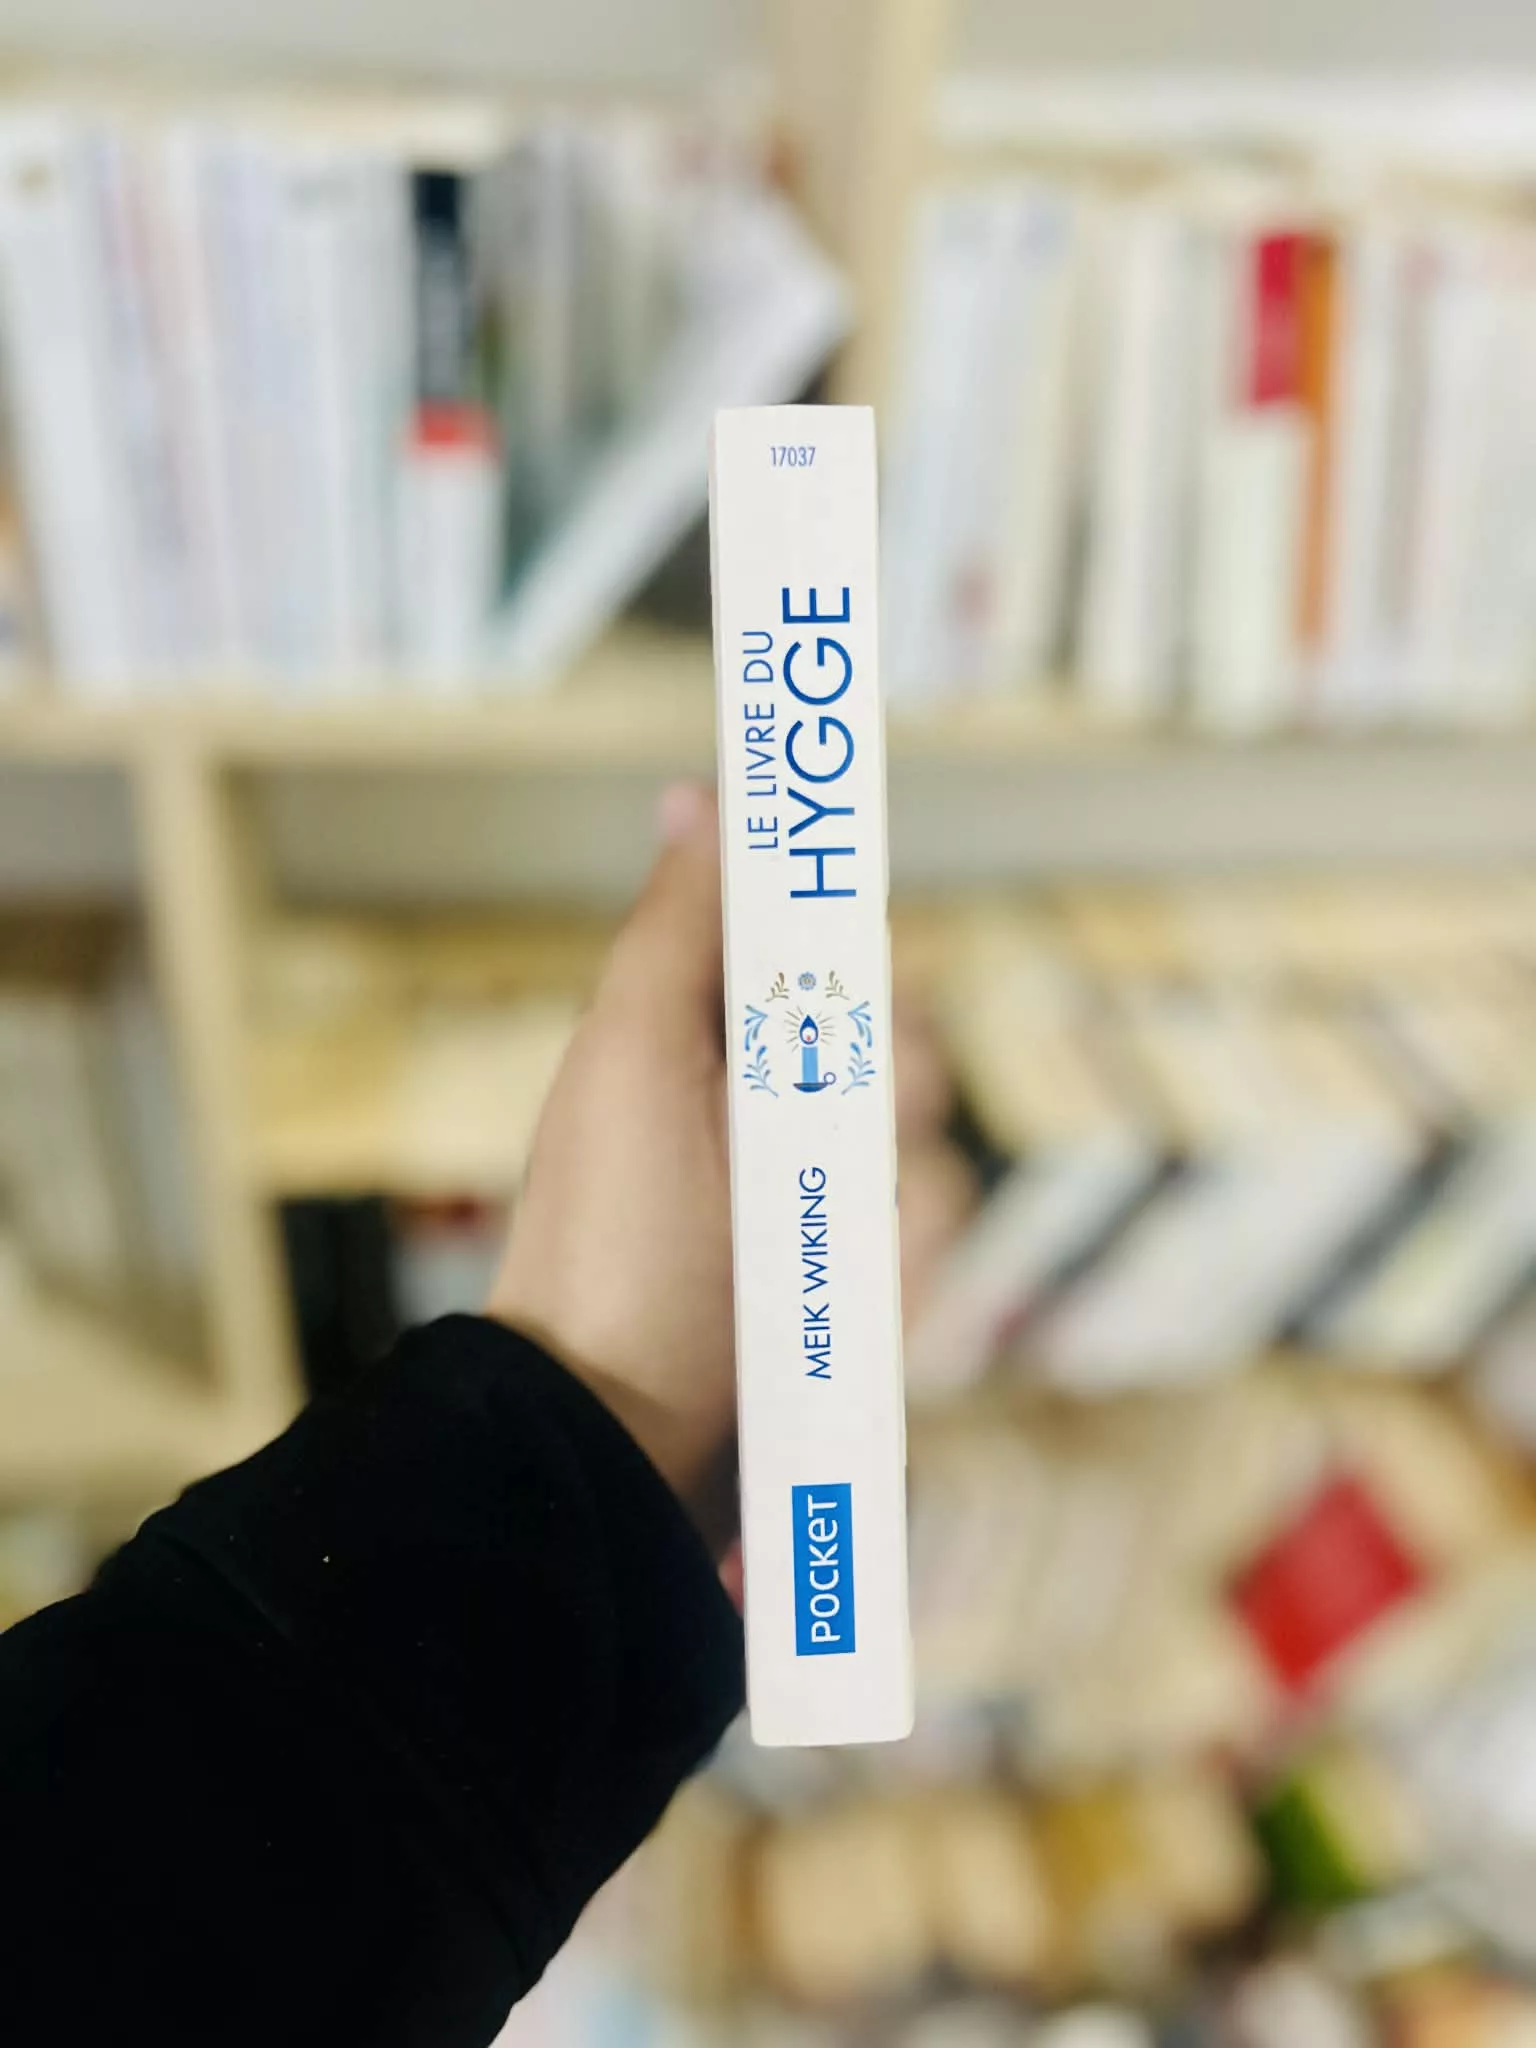 17037
LE LIVRE DU
HYGGE
MEIK WIKING
POCKET